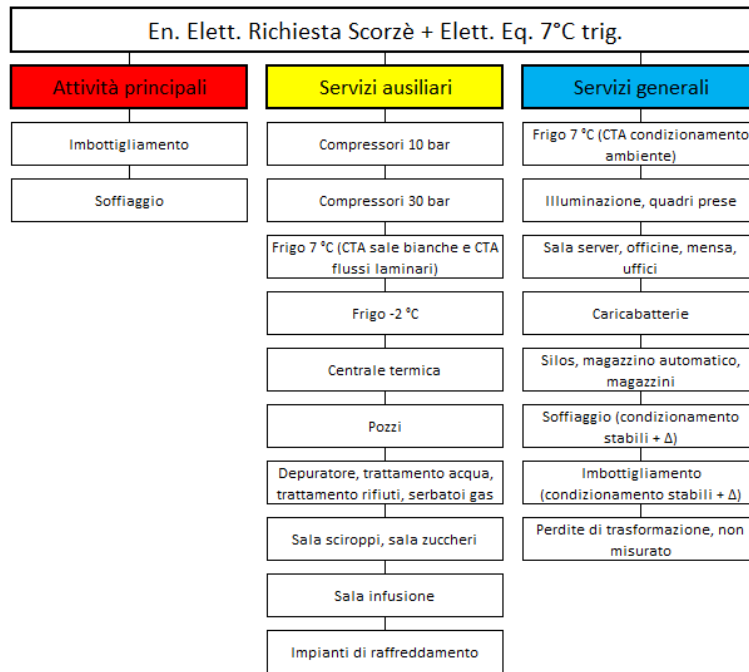 En. Elett. Richiesta Scorzè + Elett. Eq. 7°C trig.
Attività principali
Imbottigliamento
Soffiaggio
Servizi ausiliari
Compressori 10 bar
Compressori 30 bar
Frigo 7 °C (CTA sale bianche e CTA
flussi laminari)
Frigo -2 °C
Centrale termica
Pozzi
Depuratore, trattamento acqua,
trattamento rifiuti, serbatoi gas
Sala sciroppi, sala zuccheri
Sala infusione
Impianti di raffreddamento
Servizi generali
Frigo 7 °C (CTA condizionamento
ambiente)
Illuminazione, quadri prese
Sala server, officine, mensa,
uffici
Caricabatterie
Silos, magazzino automatico,
magazzini
Soffiaggio (condizionamento
stabili + Δ)
Imbottigliamento
(condizionamento stabili + Δ)
Perdite di trasformazione, non
misurato